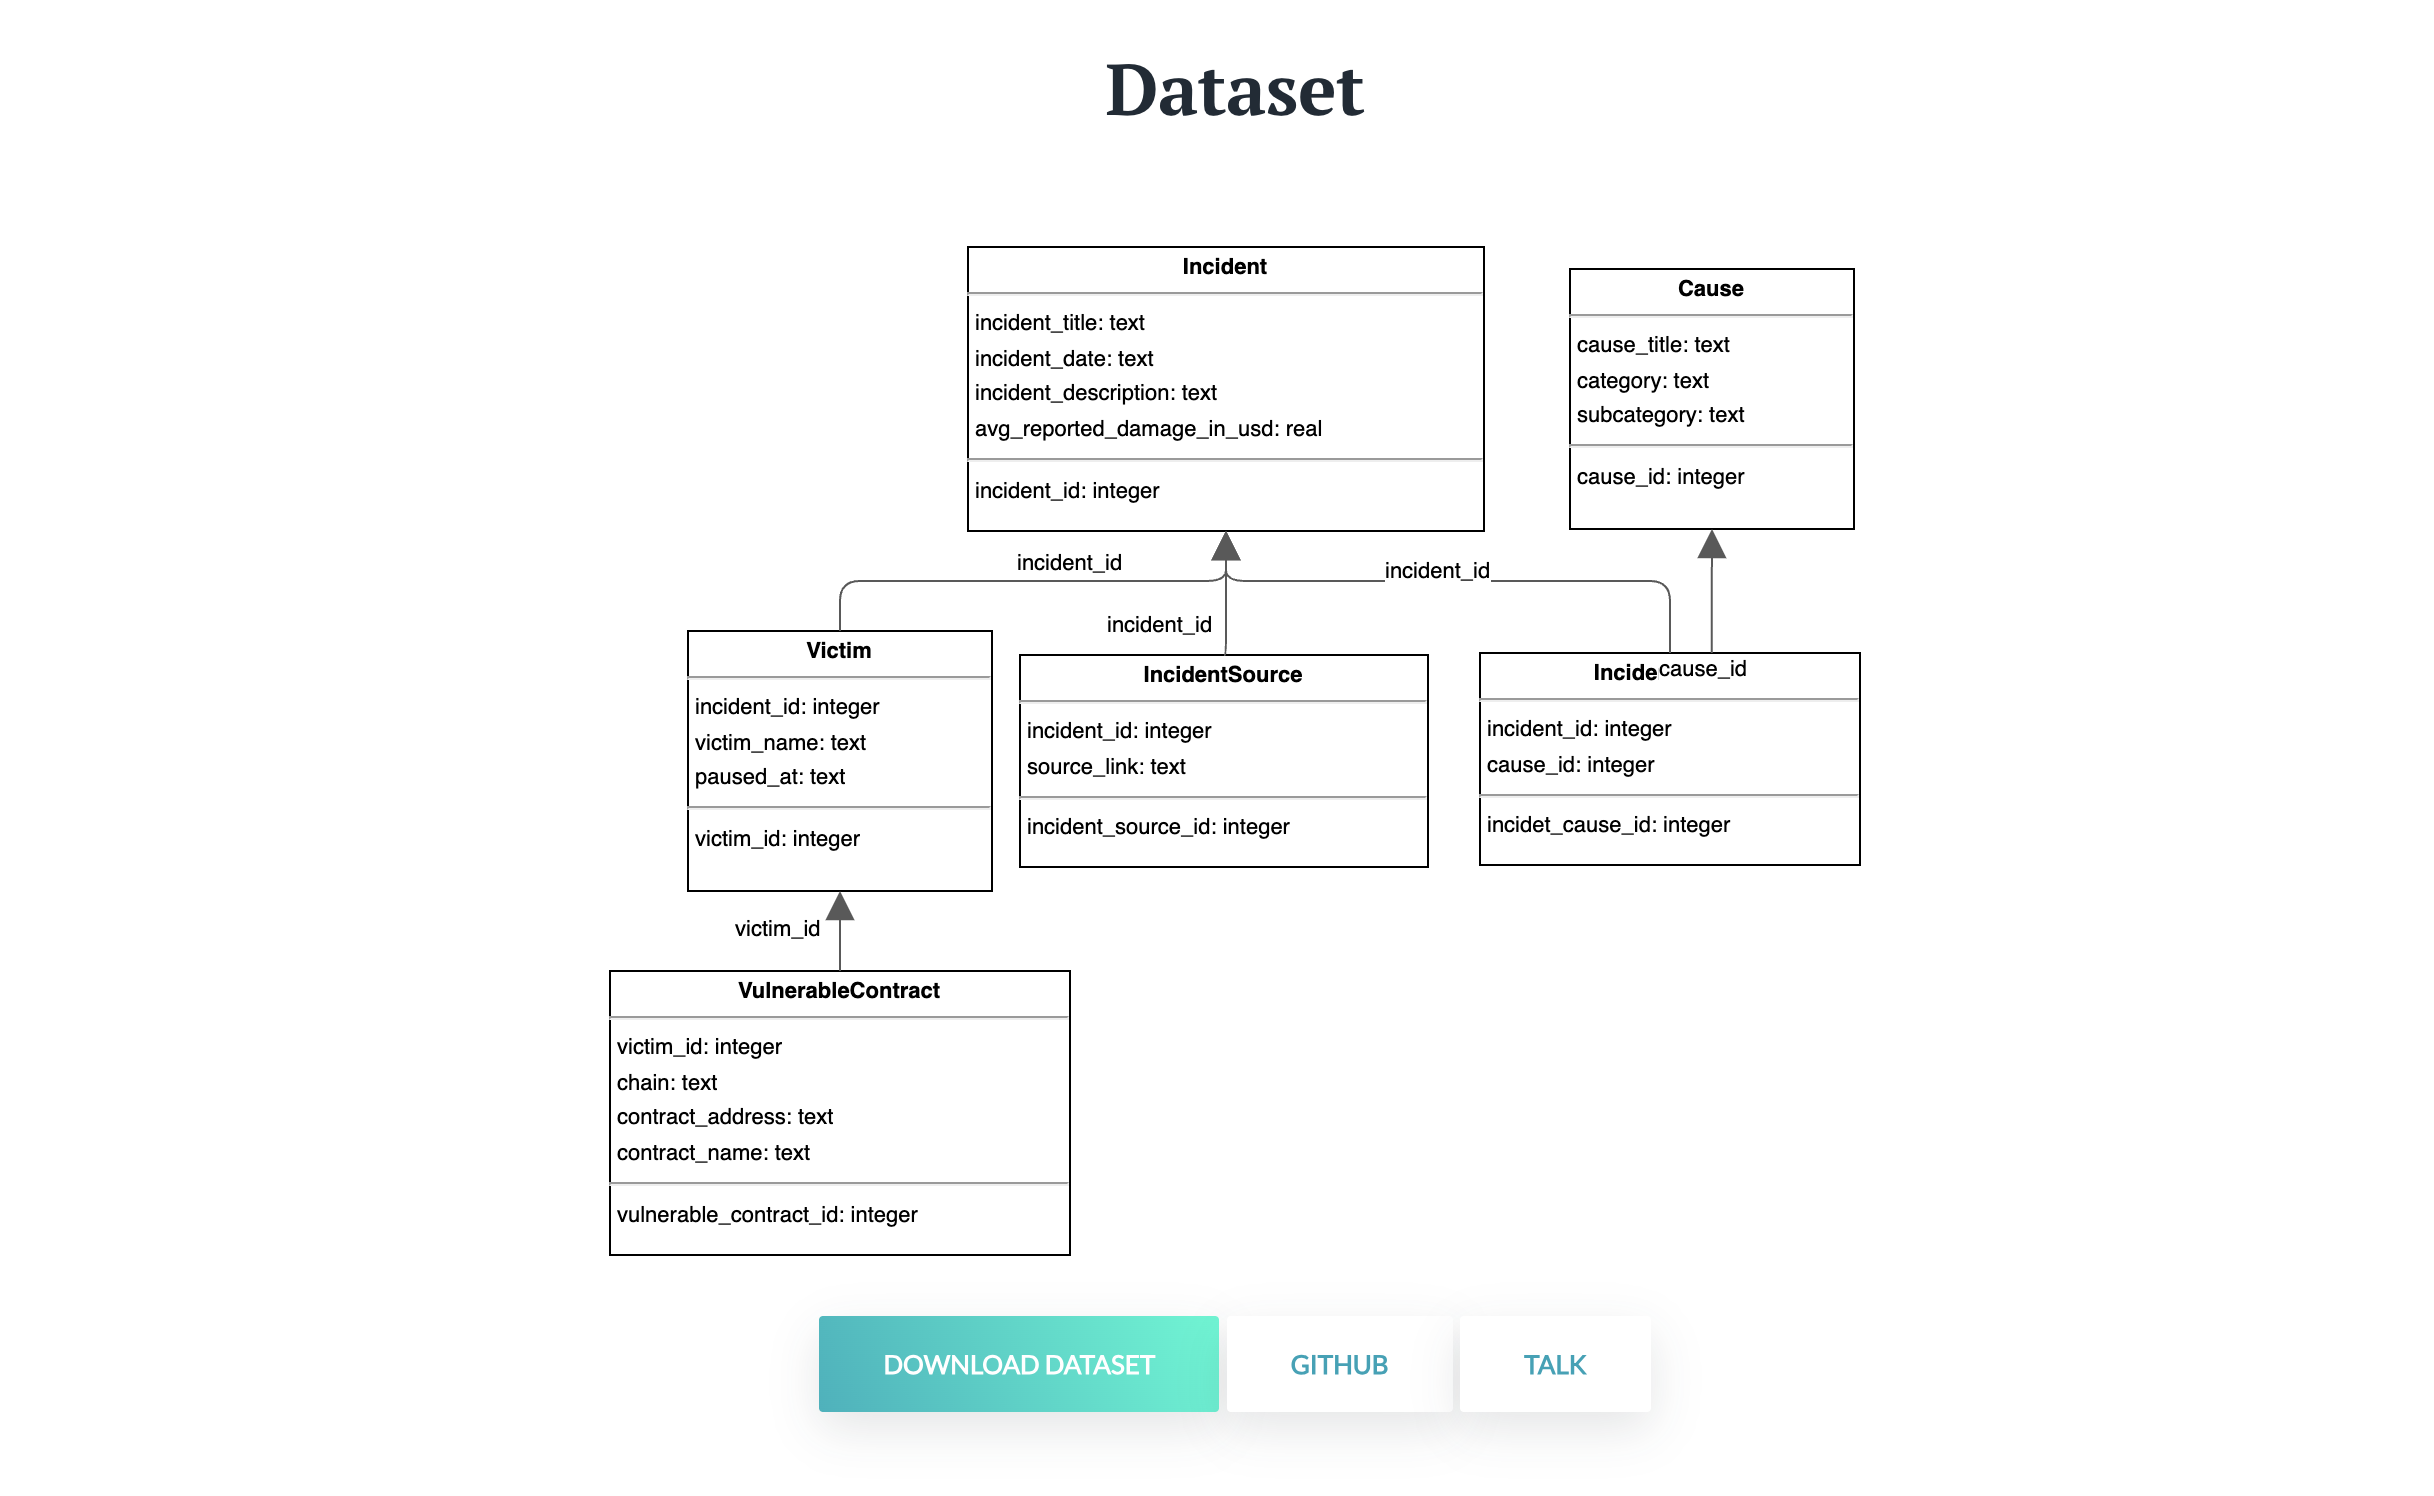 Dataset
Incident
incident_title: text
incident_date: text
incident_description: text
avg_reported_damage_in_usd: real
incident_id: integer
Cause
cause_title: text
category: text
subcategory: text
cause_id: integer
incident_id
incident_id
incident_id
Victim
incident_id: integer
victim_name: text
paused_at: text
victim_id: integer
IncidentSource
incident_id: integer
source_link: text
incident_source_id: integer
Incide
cause_id
incident_id: integer
cause_id: integer
incidet_cause_id: integer
victim_id
VulnerableContract
victim_id: integer
chain: text
contract_address: text
contract_name: text
vulnerable_contract_id: integer
DOWNLOAD DATASET
GITHUB
TALK